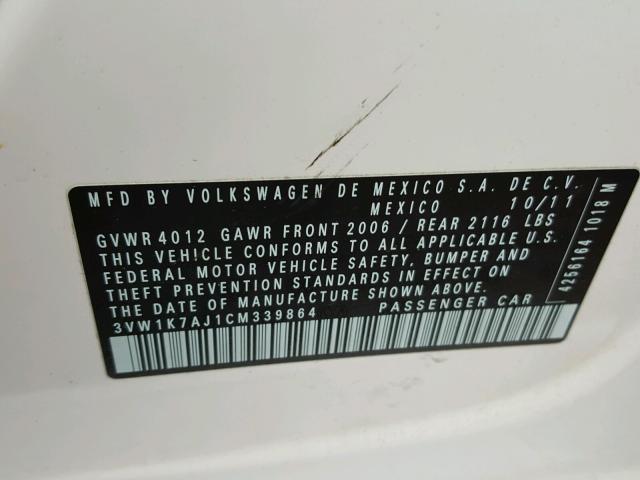 MFD BY VOLKSWAGEN DE MEXICO S.A. DE C.V.
MEXICO 10/11
GVWR 4012 GAWR FRONT 2006 / REAR 2116 LBS
THIS VEHICLE CONFORMS TO ALL APPLICABLE U.S.
FEDERAL MOTOR VEHICLE SAFETY, BUMPER AND
THEFT PREVENTION STANDARDS IN EFFECT ON
THE DATE OF MANUFACTURE SHOWN ABOVE.
3VW1K7AJ1CM339864 PASSENGER CAR
4256164 1018 M